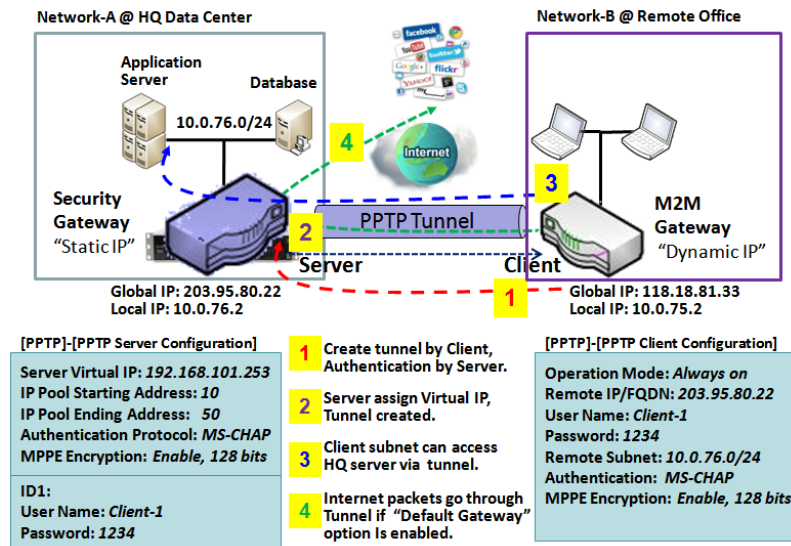 Network-A @ HQ Data Center
Network-B @ Remote Office
Application
Server
Database
10.0.76.0/24
facebook
You Tube
twitter
Google+
flickr
YAHOO!
my
Internet
4
3
Security
Gateway
"Static IP"
2
PPTP Tunnel
M2M
Gateway
"Dynamic IP"
Server
Client
1
Global IP: 203.95.80.22
Local IP: 10.0.76.2
Global IP: 118.18.81.33
Local IP: 10.0.75.2
[PPTP]-[PPTP Server Configuration]
Server Virtual IP: 192.168.101.253
IP Pool Starting Address: 10
IP Pool Ending Address: 50
Authentication Protocol: MS-CHAP
MPPE Encryption: Enable, 128 bits
ID1:
User Name: Client-1
Password: 1234
1 Create tunnel by Client,
Authentication by Server.
2 Server assign Virtual IP,
Tunnel created.
3 Client subnet can access
HQ server via tunnel.
4 Internet packets go through
Tunnel if "Default Gateway"
option Is enabled.
[PPTP]-[PPTP Client Configuration]
Operation Mode: Always on
Remote IP/FQDN: 203.95.80.22
User Name: Client-1
Password: 1234
Remote Subnet: 10.0.76.0/24
Authentication: MS-CHAP
MPPE Encryption: Enable, 128 bits